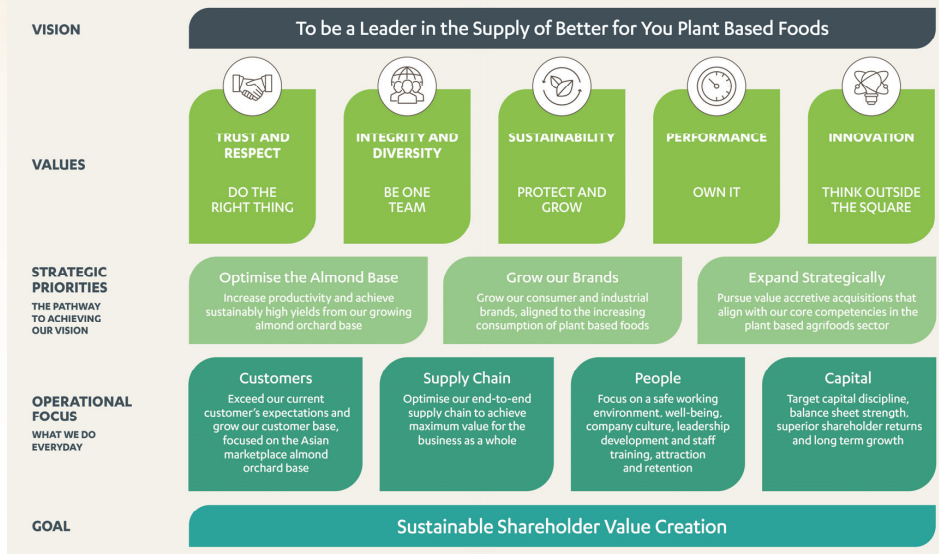 VISION
To be a Leader in the Supply of Better for You Plant Based Foods
VALUES
TRUST AND
RESPECT
DO THE
RIGHT THING
INTEGRITY AND
DIVERSITY
BE ONE
TEAM
SUSTAINABILITY
PROTECT AND
GROW
PERFORMANCE
OWN IT
INNOVATION
THINK OUTSIDE
THE SQUARE
STRATEGIC
PRIORITIES
THE PATHWAY
TO ACHIEVING
OUR VISION
Optimise the Almond Base
Increase productivity and achieve
sustainably high yields from our growing
almond orchard base
Grow our Brands
Grow our consumer and industrial
brands, aligned to the increasing
consumption of plant based foods
Expand Strategically
Pursue value accretive acquisitions that
align with our core competencies in the
plant based agrifoods sector
OPERATIONAL
FOCUS
WHAT WE DO
EVERYDAY
Customers
Exceed our current
customer's expectations and
grow our customer base,
focused on the Asian
marketplace almond
orchard base
Supply Chain
Optimise our end-to-end
supply chain to achieve
maximum value for the
business as a whole
People
Focus on a safe working
environment, well-being,
company culture, leadership
development and staff
training, attraction
and retention
Capital
Target capital discipline,
balance sheet strength,
superior shareholder returns
and long term growth
GOAL
Sustainable Shareholder Value Creation